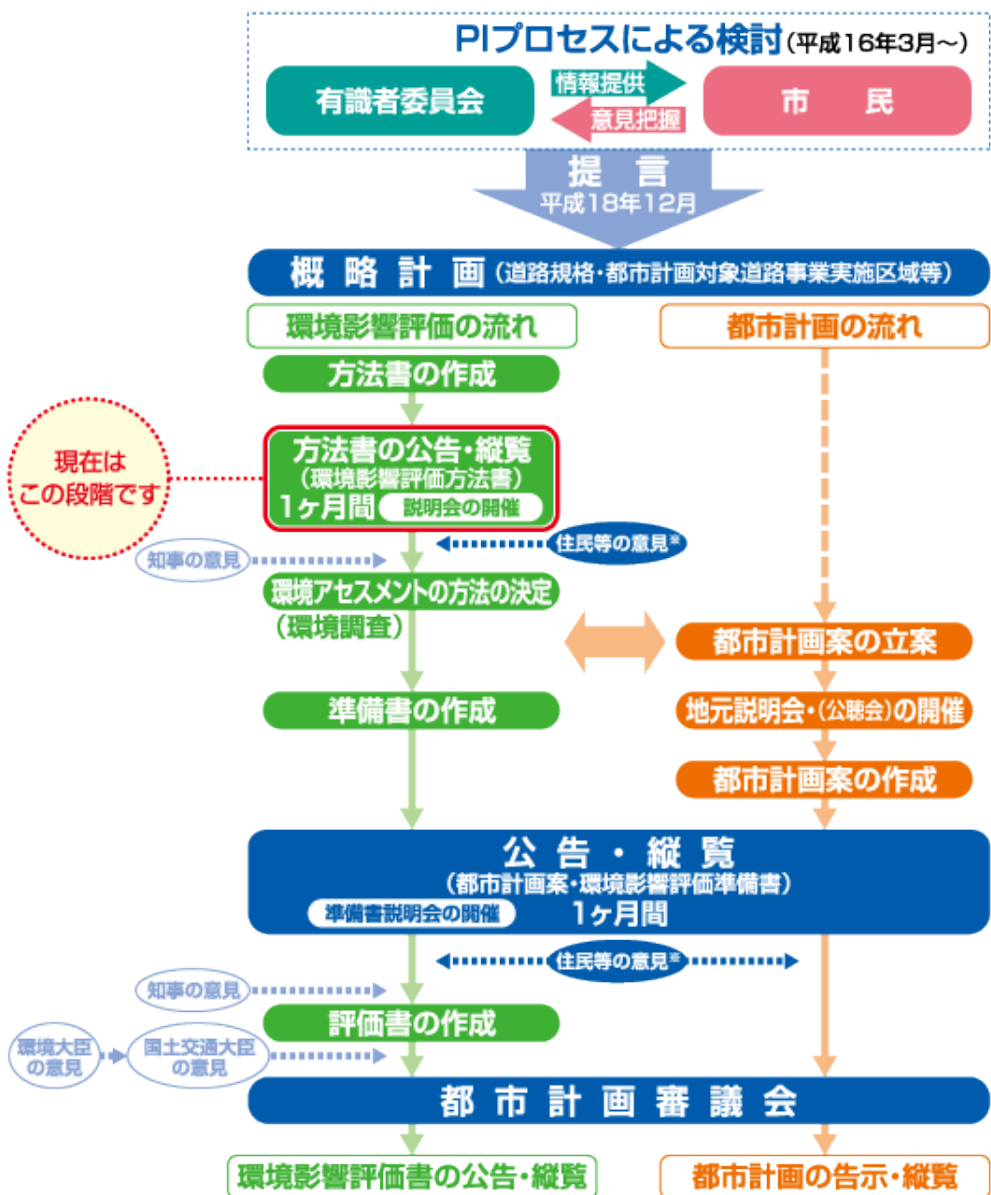 PIプロセスによる検討(平成16年3月～)
有識者委員会
情報提供
意見把握
市民
提言
平成18年12月
概略計画(道路規格・都市計画対象道路事業実施区域等)
環境影響評価の流れ
都市計画の流れ
方法書の作成
現在は
この段階です
方法書の公告・縦覧
(環境影響評価方法書)
1ヶ月間 説明会の開催
住民等の意見※
知事の意見
環境アセスメントの方法の決定
(環境調査)
都市計画案の立案
準備書の作成
地元説明会・(公聴会)の開催
都市計画案の作成
公告・縦覧
(都市計画案・環境影響評価準備書)
準備書説明会の開催 1ヶ月間
住民等の意見※
知事の意見
評価書の作成
環境大臣
の意見
国土交通大臣
の意見
都市計画審議会
環境影響評価書の公告・縦覧
都市計画の告示・縦覧